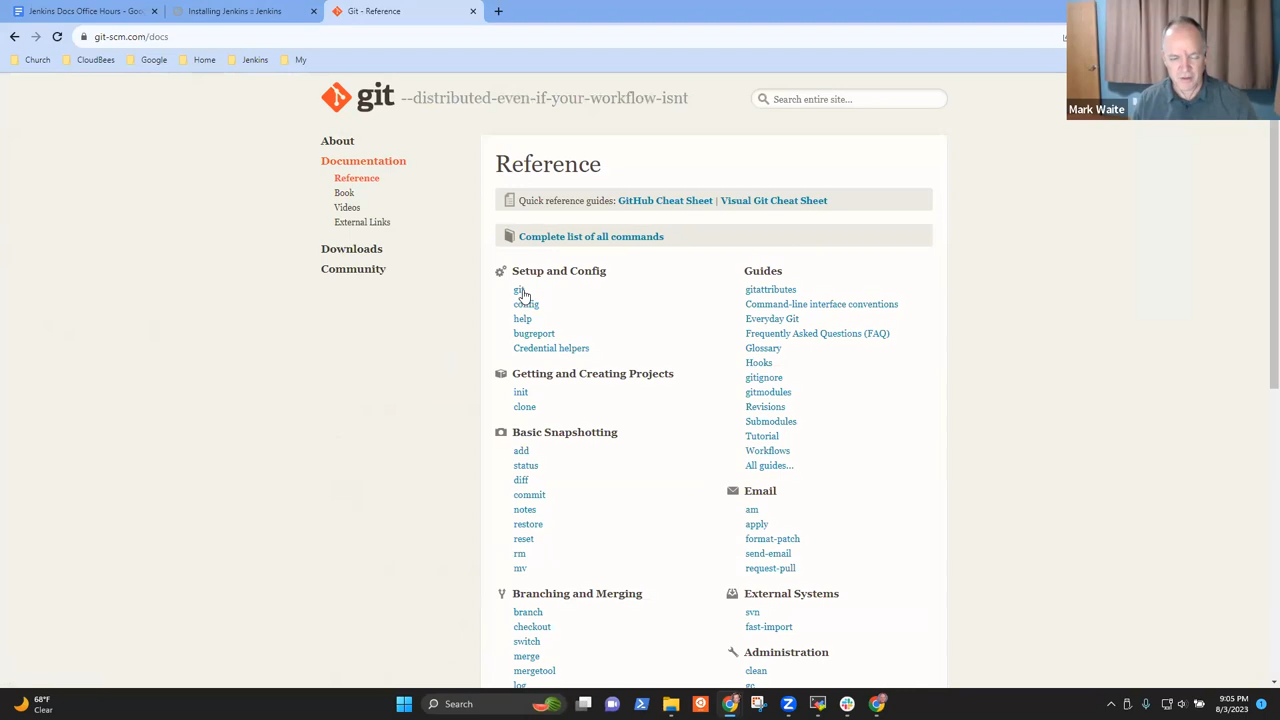 Jenkins Docs Office Hours - Goo
Installing Jenkins :: Jenkins
Git - Reference
git-scm.com/docs
Church
CloudBees
Google
Home
Jenkins
My
Mark Waite
git --distributed-even-if-your-workflow-isnt
Search entire site...
About
Documentation
Reference
Book
Videos
External Links
Downloads
Community
Reference
Quick reference guides: GitHub Cheat Sheet | Visual Git Cheat Sheet
Complete list of all commands
Setup and Config
git
config
help
bugreport
Credential helpers
Getting and Creating Projects
init
clone
Basic Snapshotting
add
status
diff
commit
notes
restore
reset
rm
mv
Branching and Merging
branch
checkout
switch
merge
mergetool
log
Guides
gitattributes
Command-line interface conventions
Everyday Git
Frequently Asked Questions (FAQ)
Glossary
Hooks
gitignore
gitmodules
Revisions
Submodules
Tutorial
Workflows
All guides...
Email
am
apply
format-patch
send-email
request-pull
External Systems
svn
fast-import
Administration
clean
gc
68°F
Clear
Search
9:05 PM
8/3/2023